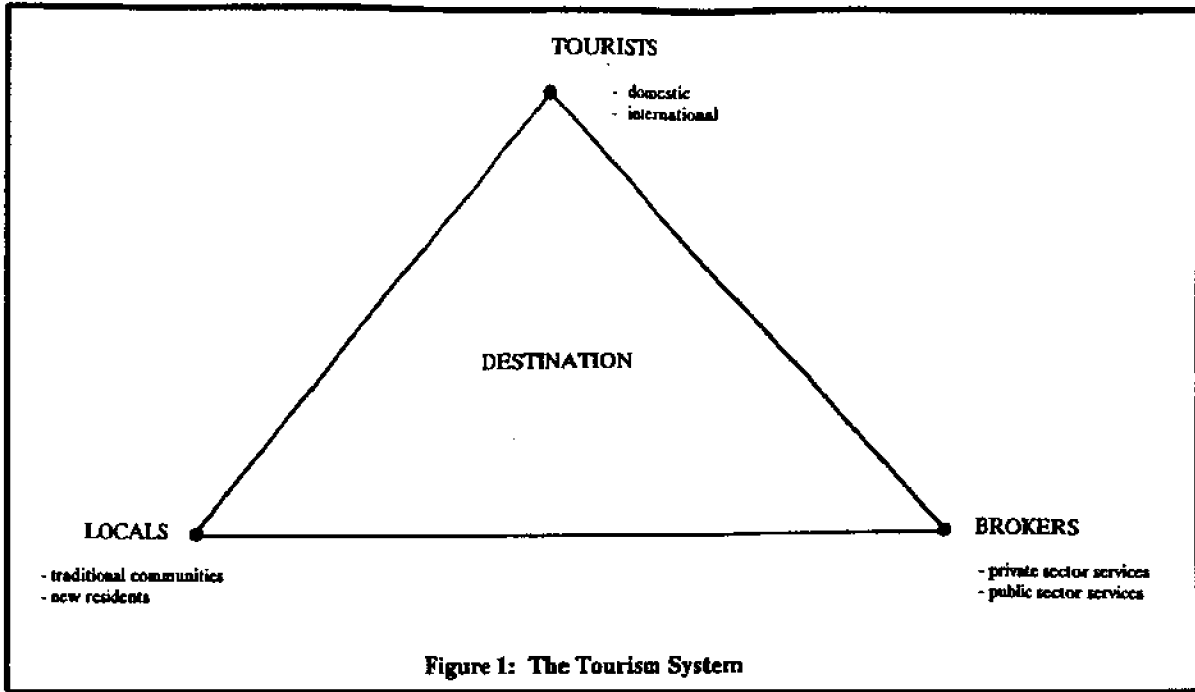 TOURISTS
- domestic
- international
DESTINATION
LOCALS
- traditional communities
- new residents
BROKERS
- private sector services
- public sector services
Figure 1: The Tourism System